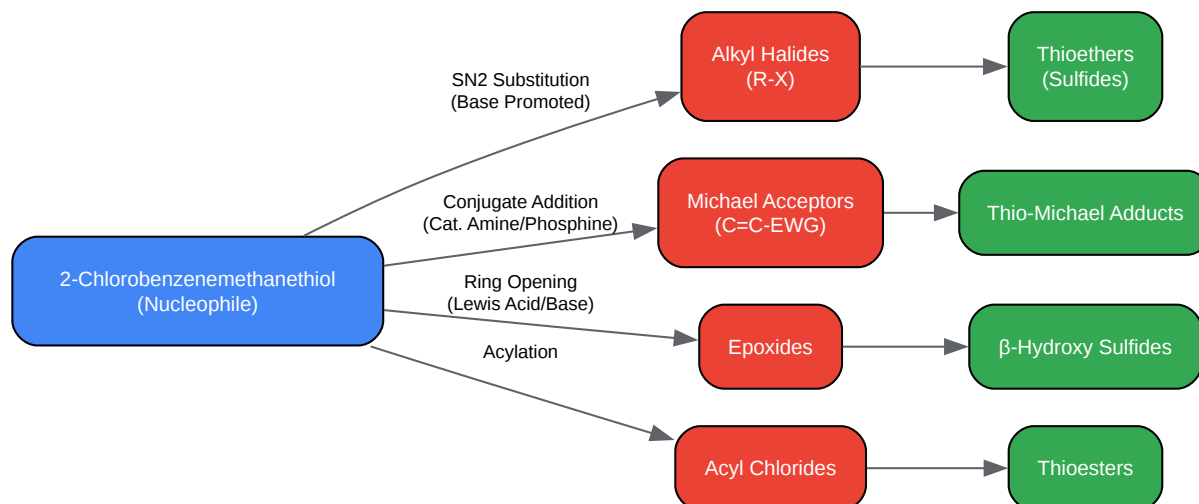 Alkyl Halides
(R-X)
Thioethers
(Sulfides)
SN2 Substitution
(Base Promoted)
Conjugate Addition
(Cat. Amine/Phosphine)
Michael Acceptors
(C=C-EWG)
Thio-Michael Adducts
2-Chlorobenzenemethanethiol
(Nucleophile)
Ring Opening
(Lewis Acid/Base)
Epoxides
β-Hydroxy Sulfides
Acylation
Acyl Chlorides
Thioesters